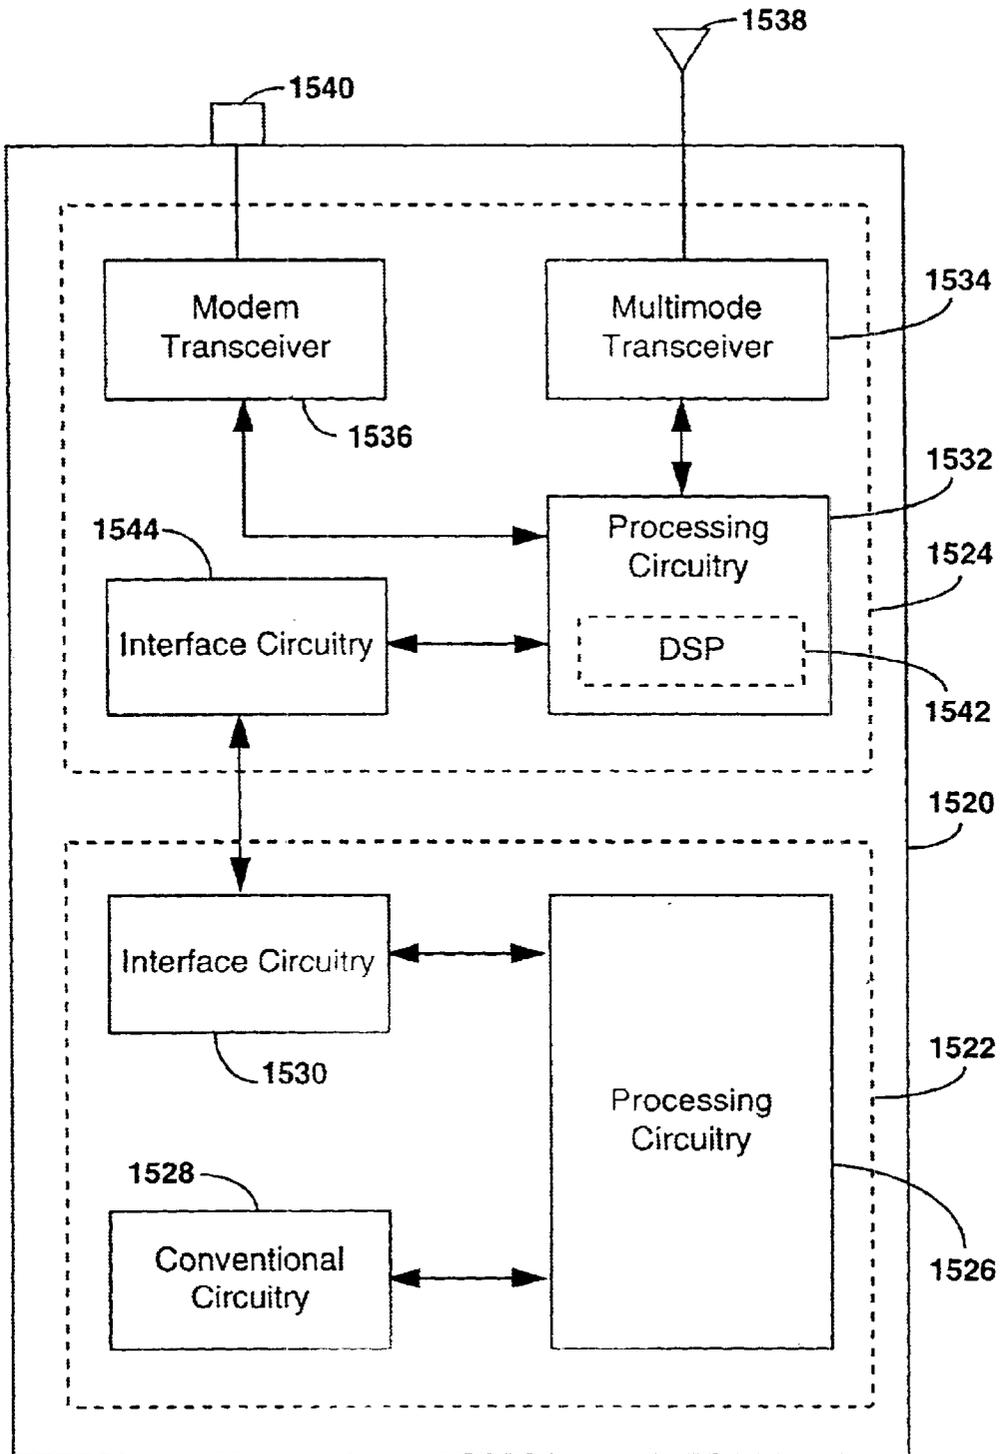 1538
1540
Modem
Transceiver
Multimode
Transceiver
1534
1536
1532
1544
Processing
Circuitry
1524
Interface Circuitry
DSP
1542
1520
Interface Circuitry
1530
1522
Processing
Circuitry
1528
Conventional
Circuitry
1526